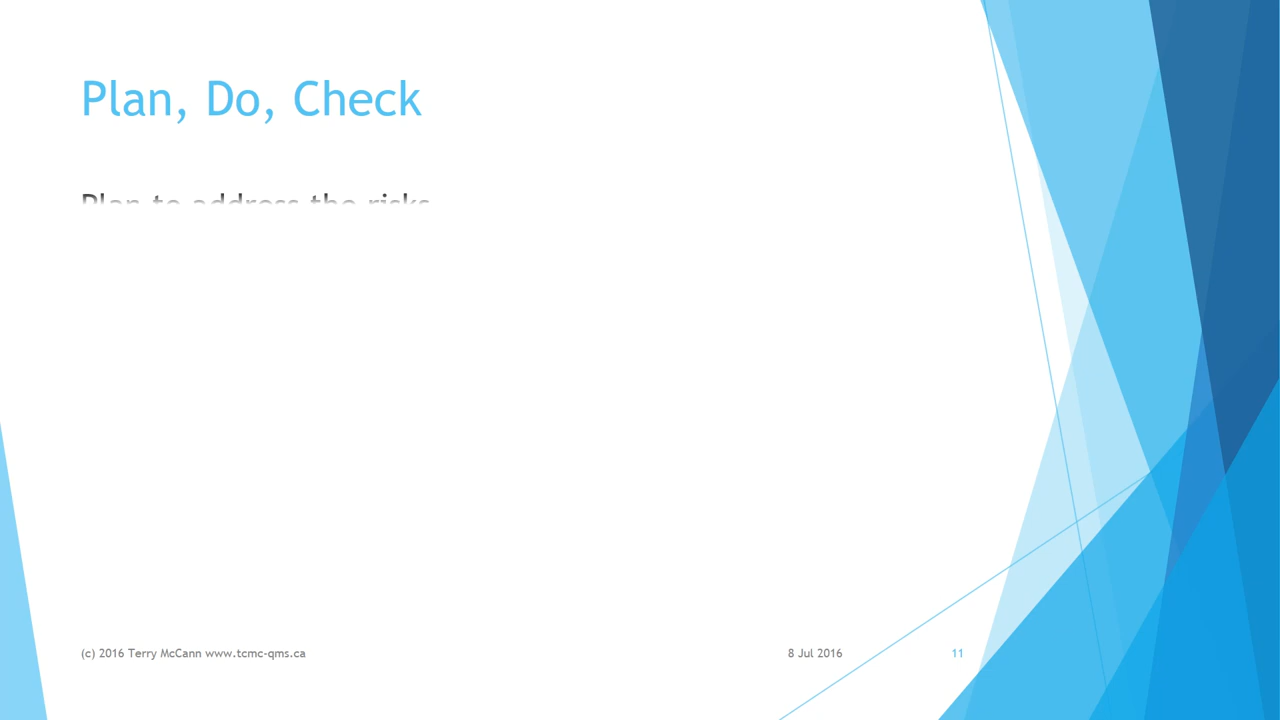 Plan, Do, Check
Plan to address the risks
(c) 2016 Terry McCann www.tcmc-qms.ca
8 Jul 2016
11